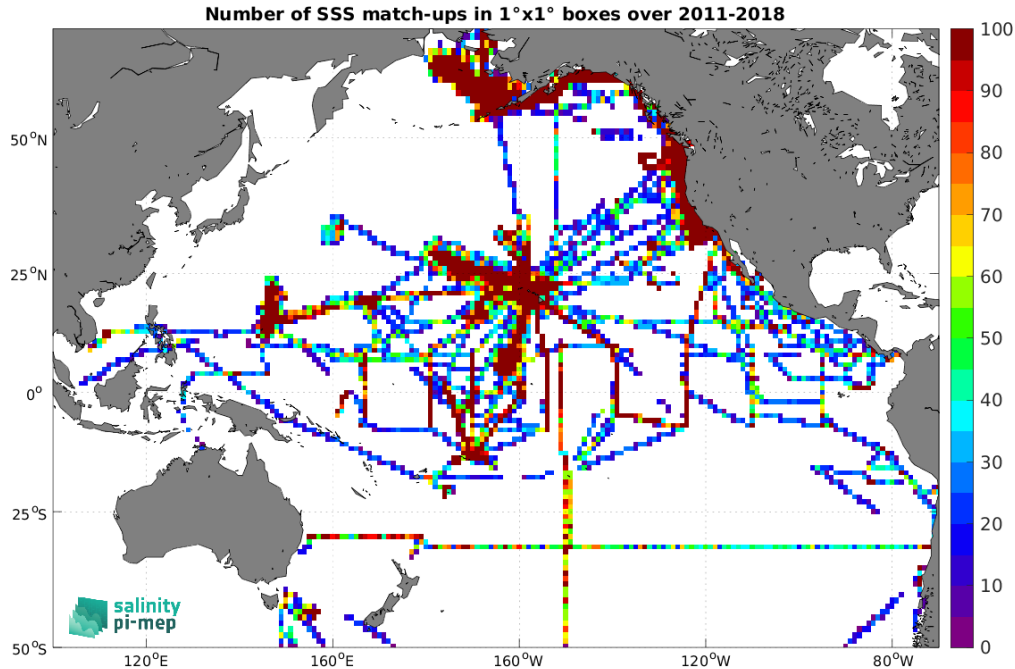 Number of SSS match-ups in 1°x1° boxes over 2011-2018
100
90
80
70
60
50
40
30
20
10
0
50°N
25°N
0°
25°S
50°S
120°E
160°E
160°W
120°W
80°W
salinity
pi-mep